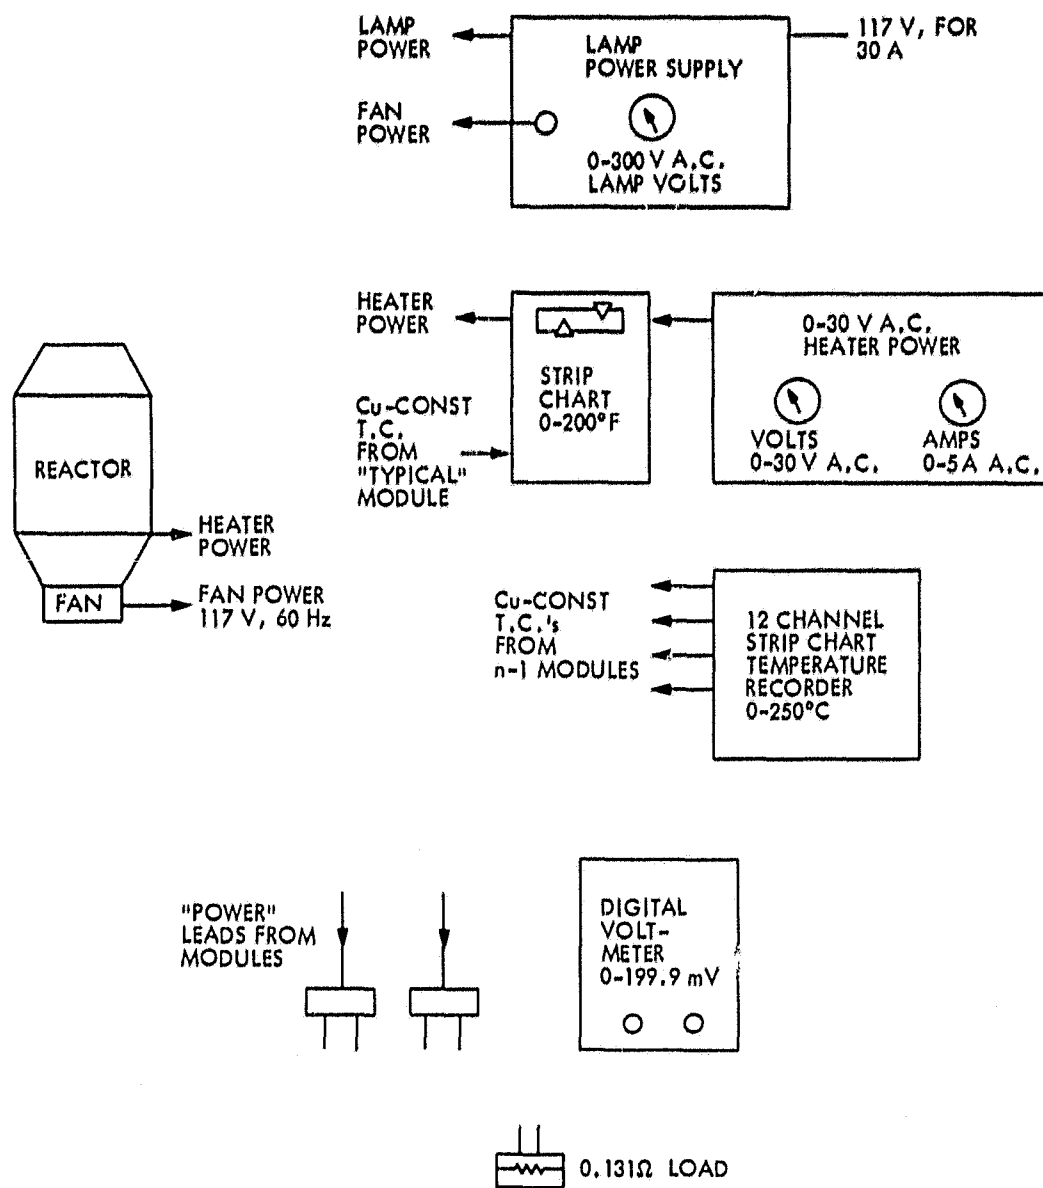 LAMP
POWER
FAN
POWER
LAMP
POWER SUPPLY
0-300 V A.C.
LAMP VOLTS
117 V, FOR
30 A
HEATER
POWER
Cu-CONST
T.C.
FROM
"TYPICAL"
MODULE
STRIP
CHART
0-200°F
0-30 V A.C.
HEATER POWER
VOLTS
0-30 V A.C.
AMPS
0-5A A.C.
REACTOR
HEATER
POWER
FAN
FAN POWER
117 V, 60 Hz
Cu-CONST
T.C.'s
FROM
n-1 MODULES
12 CHANNEL
STRIP CHART
TEMPERATURE
RECORDER
0-250°C
"POWER"
LEADS FROM
MODULES
DIGITAL
VOLT-
METER
0-199.9 mV
0.131Ω LOAD